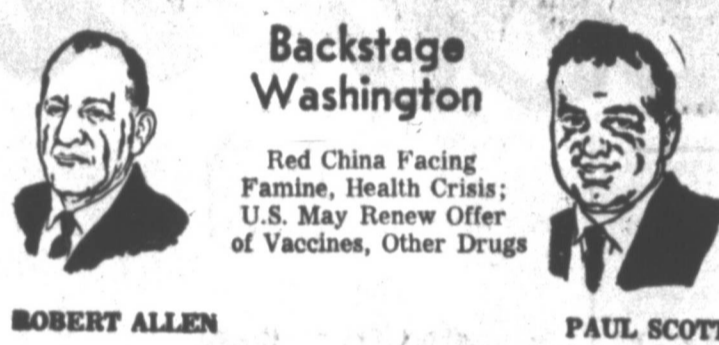 Backstage
Washington
Red China Facing
Famine, Health Crisis;
U.S. May Renew Offer
of Vaccines, Other Drugs
ROBERT ALLEN
PAUL SCOTT